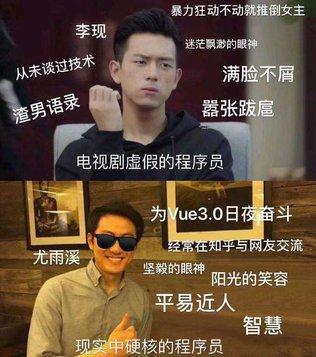 暴力狂动不动就推倒女主
李现
迷茫飘渺的眼神
从未谈过技术
满脸不屑
渣男语录
嚣张跋扈
电视剧虚假的程序员
为Vue3.0日夜奋斗
经常在知乎与网友交流
尤雨溪
坚毅的眼神
阳光的笑容
平易近人
智慧
现实中硬核的程序员